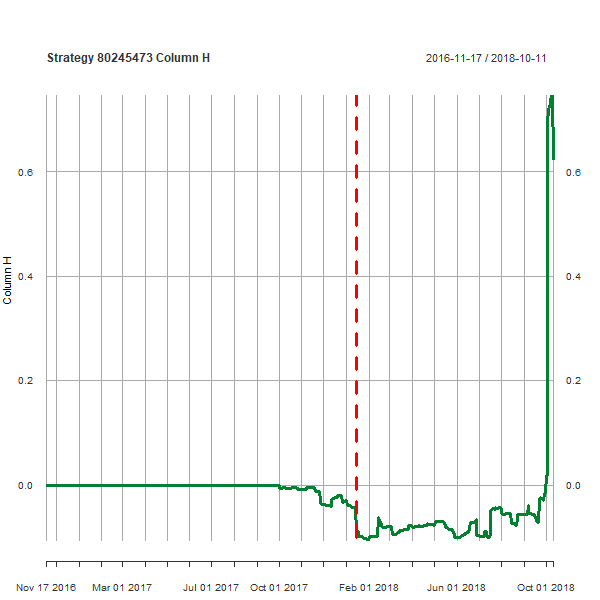 Strategy 80245473 Column H 2016-11-17 / 2018-10-11
0.6 0.6
0.4 0.4
Column H
0.2 0.2
0.0 0.0
Nov 17 2016 Mar 01 2017 Jul 01 2017 Oct 01 2017 Feb 01 2018 Jun 01 2018 Oct 01 2018